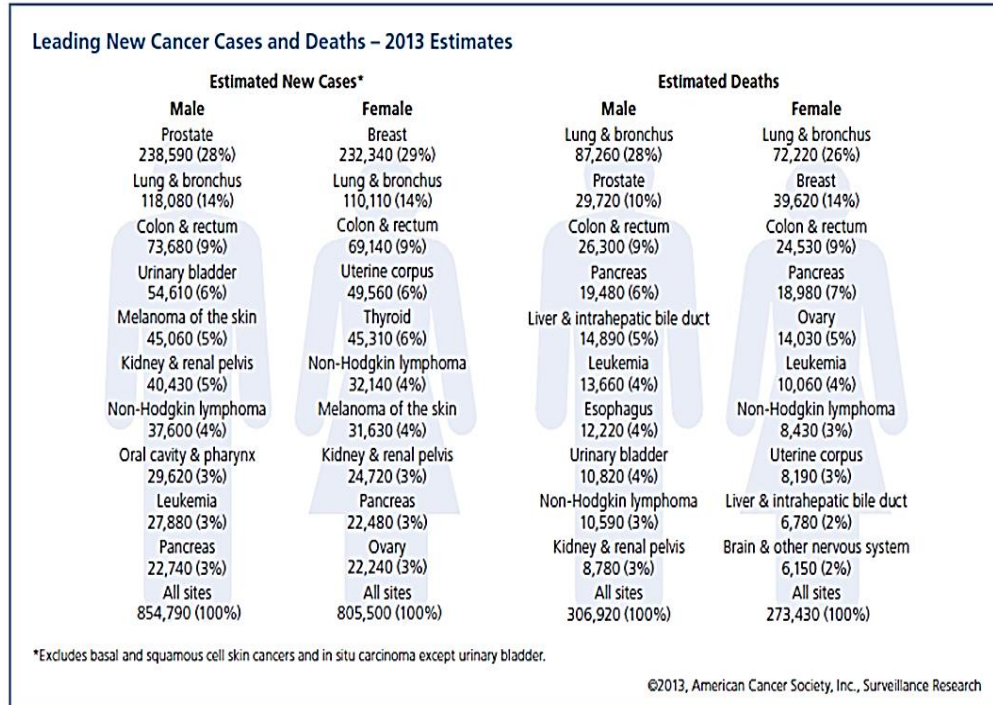 Leading New Cancer Cases and Deaths – 2013 Estimates
Estimated New Cases*
Estimated Deaths
Male
Female
Male
Female
Prostate
238,590 (28%)
Breast
232,340 (29%)
Lung & bronchus
87,260 (28%)
Lung & bronchus
72,220 (26%)
Lung & bronchus
118,080 (14%)
Lung & bronchus
110,110 (14%)
Prostate
29,720 (10%)
Breast
39,620 (14%)
Colon & rectum
73,680 (9%)
Colon & rectum
69,140 (9%)
Colon & rectum
26,300 (9%)
Colon & rectum
24,530 (9%)
Urinary bladder
54,610 (6%)
Uterine corpus
49,560 (6%)
Pancreas
19,480 (6%)
Pancreas
18,980 (7%)
Melanoma of the skin
45,060 (5%)
Thyroid
45,310 (6%)
Liver & intrahepatic bile duct
14,890 (5%)
Ovary
14,030 (5%)
Kidney & renal pelvis
40,430 (5%)
Non-Hodgkin lymphoma
32,140 (4%)
Leukemia
13,660 (4%)
Leukemia
10,060 (4%)
Non-Hodgkin lymphoma
37,600 (4%)
Melanoma of the skin
31,630 (4%)
Esophagus
12,220 (4%)
Non-Hodgkin lymphoma
8,430 (3%)
Oral cavity & pharynx
29,620 (3%)
Kidney & renal pelvis
24,720 (3%)
Urinary bladder
10,820 (4%)
Uterine corpus
8,190 (3%)
Leukemia
27,880 (3%)
Pancreas
22,480 (3%)
Non-Hodgkin lymphoma
10,590 (3%)
Liver & intrahepatic bile duct
6,780 (2%)
Pancreas
22,740 (3%)
Ovary
22,240 (3%)
Kidney & renal pelvis
8,780 (3%)
Brain & other nervous system
6,150 (2%)
All sites
854,790 (100%)
All sites
805,500 (100%)
All sites
306,920 (100%)
All sites
273,430 (100%)
*Excludes basal and squamous cell skin cancers and in situ carcinoma except urinary bladder.
©2013, American Cancer Society, Inc., Surveillance Research